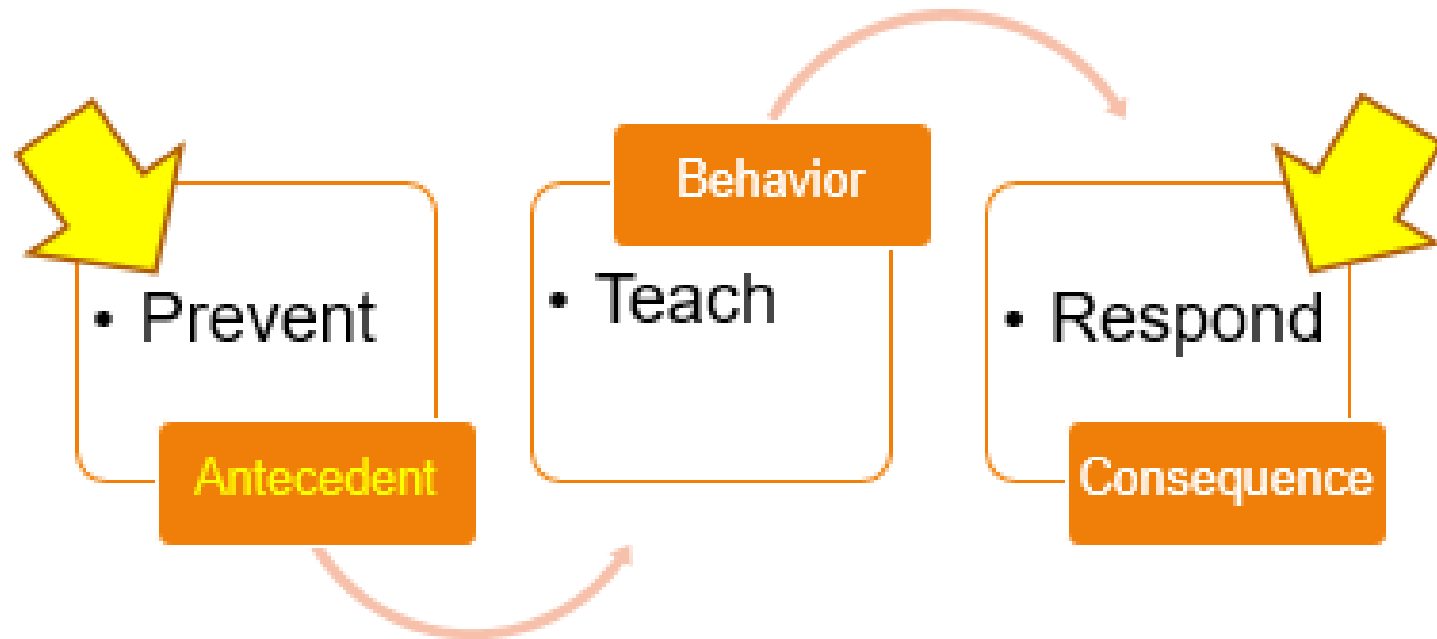 • Prevent
Antecedent
Behavior
• Teach
• Respond
Consequence